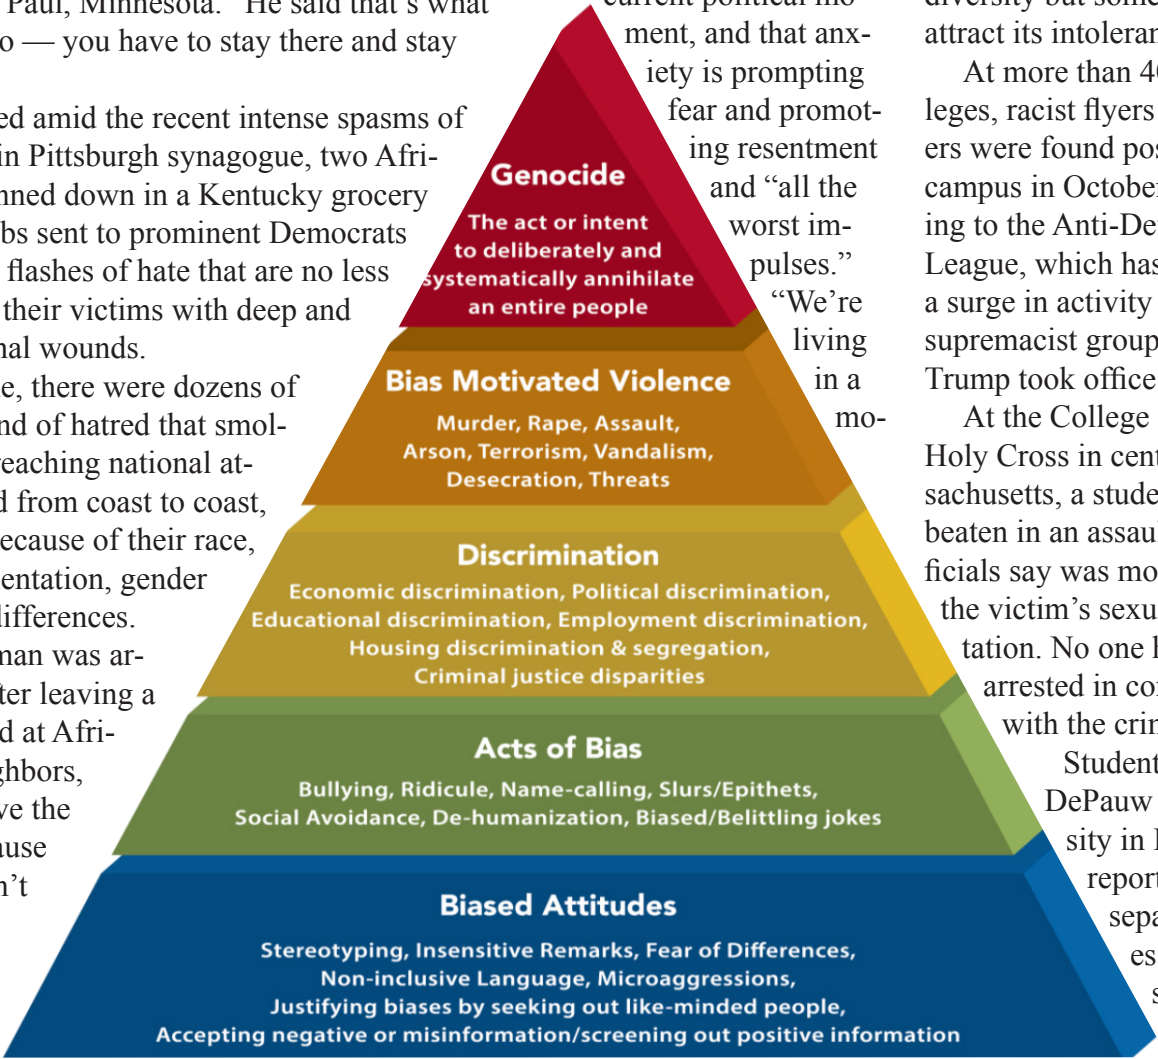 Paul, Minnesota. “He said that’s what
o — you have to stay there and stay
ed amid the recent intense spasms of
in Pittsburgh synagogue, two Afri-
nned down in a Kentucky grocery
bs sent to prominent Democrats
flashes of hate that are no less
their victims with deep and
nal wounds.
e, there were dozens of
nd of hatred that smol-
reaching national at-
d from coast to coast,
ecause of their race,
entation, gender
differences.
man was ar-
ter leaving a
d at Afri-
ghbors,
ve the
ause
n’t
Genocide
The act or intent
to deliberately and
systematically annihilate
an entire people
Bias Motivated Violence
Murder, Rape, Assault,
Arson, Terrorism, Vandalism,
Desecration, Threats
Discrimination
Economic discrimination, Political discrimination,
Educational discrimination, Employment discrimination,
Housing discrimination & segregation,
Criminal justice disparities
Acts of Bias
Bullying, Ridicule, Name-calling, Slurs/Epithets,
Social Avoidance, De-humanization, Biased/Belittling jokes
Biased Attitudes
Stereotyping, Insensitive Remarks, Fear of Differences,
Non-inclusive Language, Microaggressions,
Justifying biases by seeking out like-minded people,
Accepting negative or misinformation/screening out positive information
current political mo-
ment, and that anx-
iety is prompting
fear and promot-
ing resentment
and “all the
worst im-
pulses.”
“We’re
living
in a
mo-
diversity but some
attract its intoleran
At more than 40
leges, racist flyers
ers were found pos
campus in October
ing to the Anti-De
League, which has
a surge in activity
supremacist group
Trump took office
At the College
Holy Cross in cent
sachusetts, a stude
beaten in an assaul
ficials say was mo
the victim’s sexu
tation. No one h
arrested in con
with the crim
Student
DePauw
sity in I
report
sepa
es
s